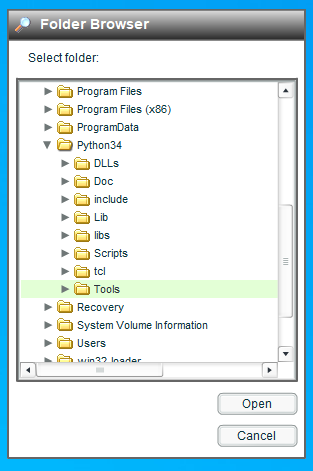 Folder Browser
Select folder:
Program Files
Program Files (x86)
ProgramData
Python34
DLLs
Doc
include
Lib
libs
Scripts
tcl
Tools
Recovery
System Volume Information
Users
win32-loader
Open
Cancel